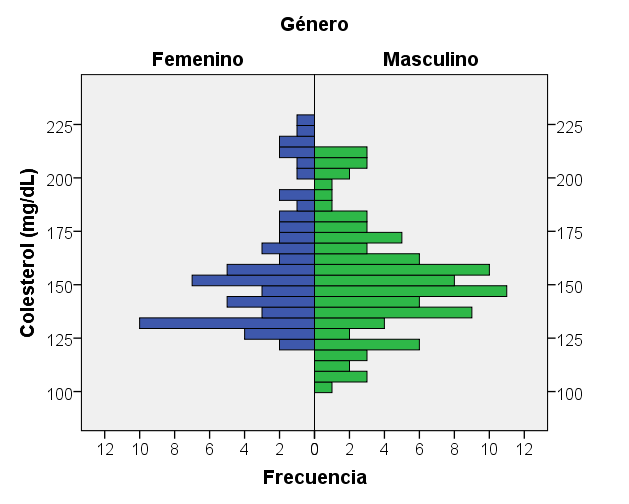 Género
Femenino Masculino
225 225
200 200
175 175
150 150
125 125
100 100
Colesterol (mg/dL)
12 10 8 6 4 2 0 2 4 6 8 10 12
Frecuencia